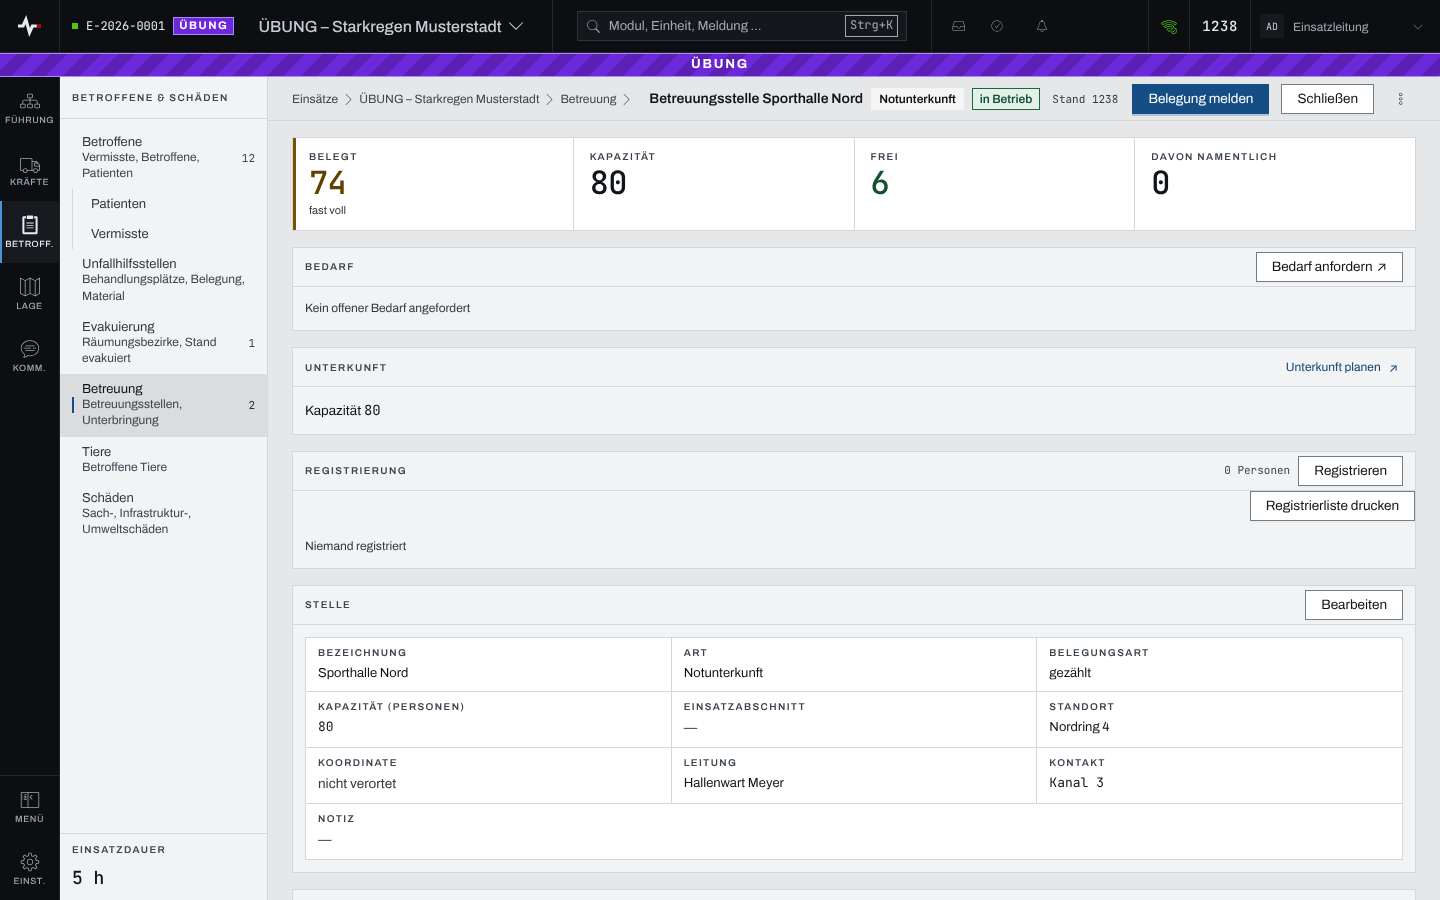 E-2026-0001 ÜBUNG ÜBUNG – Starkregen Musterstadt Modul, Einheit, Meldung … Strg+K 1238 AD Einsatzleitung
ÜBUNG
FÜHRUNG
KRÄFTE
BETROFF.
LAGE
KOMM.
MENÜ
EINST.
BETROFFENE & SCHÄDEN
Betroffene
Vermisste, Betroffene, 12
Patienten
Patienten
Vermisste
Unfallhilfsstellen
Behandlungsplätze, Belegung,
Material
Evakuierung
Räumungsbezirke, Stand 1
evakuiert
Betreuung
Betreuungsstellen, 2
Unterbringung
Tiere
Betroffene Tiere
Schäden
Sach-, Infrastruktur-,
Umweltschäden
EINSATZDAUER
5 h
Einsätze ÜBUNG – Starkregen Musterstadt Betreuung Betreuungsstelle Sporthalle Nord Notunterkunft in Betrieb Stand 1238 Belegung melden Schließen
BELEGT KAPAZITÄT FREI DAVON NAMENTLICH
74 80 6 0
fast voll
BEDARF Bedarf anfordern
Kein offener Bedarf angefordert
UNTERKUNFT Unterkunft planen
Kapazität 80
REGISTRIERUNG 0 Personen Registrieren
Registrierliste drucken
Niemand registriert
STELLE Bearbeiten
BEZEICHNUNG ART BELEGUNGSART
Sporthalle Nord Notunterkunft gezählt
KAPAZITÄT (PERSONEN) EINSATZABSCHNITT STANDORT
80 — Nordring 4
KOORDINATE LEITUNG KONTAKT
nicht verortet Hallenwart Meyer Kanal 3
NOTIZ
—